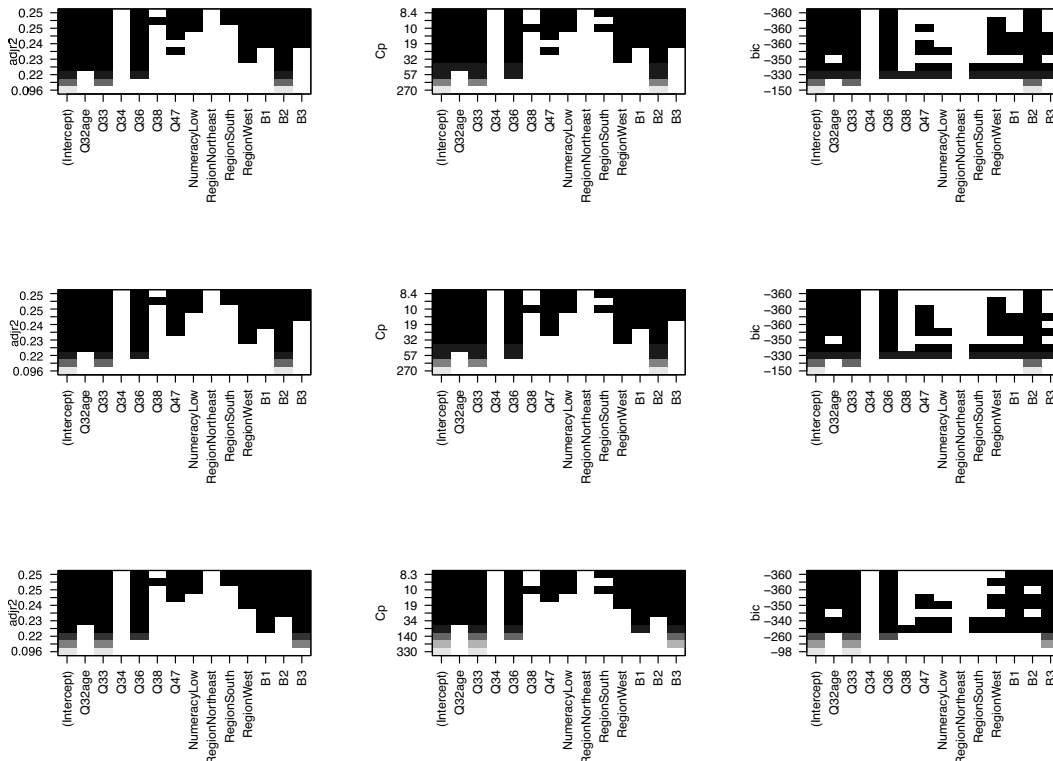 adjr2
0.25
0.25
0.24
0.23
0.22
0.096
(Intercept)
Q32age
Q33
Q34
Q36
Q38
Q47
NumeracyLow
RegionNortheast
RegionSouth
RegionWest
B1
B2
B3
Cp
8.4
10
19
32
57
270
(Intercept)
Q32age
Q33
Q34
Q36
Q38
Q47
NumeracyLow
RegionNortheast
RegionSouth
RegionWest
B1
B2
B3
bic
−360
−360
−360
−350
−330
−150
(Intercept)
Q32age
Q33
Q34
Q36
Q38
Q47
NumeracyLow
RegionNortheast
RegionSouth
RegionWest
B1
B2
B3
adjr2
0.25
0.25
0.24
0.23
0.22
0.096
(Intercept)
Q32age
Q33
Q34
Q36
Q38
Q47
NumeracyLow
RegionNortheast
RegionSouth
RegionWest
B1
B2
B3
Cp
8.4
10
19
32
57
270
(Intercept)
Q32age
Q33
Q34
Q36
Q38
Q47
NumeracyLow
RegionNortheast
RegionSouth
RegionWest
B1
B2
B3
bic
−360
−360
−360
−350
−330
−150
(Intercept)
Q32age
Q33
Q34
Q36
Q38
Q47
NumeracyLow
RegionNortheast
RegionSouth
RegionWest
B1
B2
B3
adjr2
0.25
0.25
0.24
0.23
0.22
0.096
(Intercept)
Q32age
Q33
Q34
Q36
Q38
Q47
NumeracyLow
RegionNortheast
RegionSouth
RegionWest
B1
B2
B3
Cp
8.3
10
19
34
140
330
(Intercept)
Q32age
Q33
Q34
Q36
Q38
Q47
NumeracyLow
RegionNortheast
RegionSouth
RegionWest
B1
B2
B3
bic
−360
−360
−350
−340
−260
−98
(Intercept)
Q32age
Q33
Q34
Q36
Q38
Q47
NumeracyLow
RegionNortheast
RegionSouth
RegionWest
B1
B2
B3